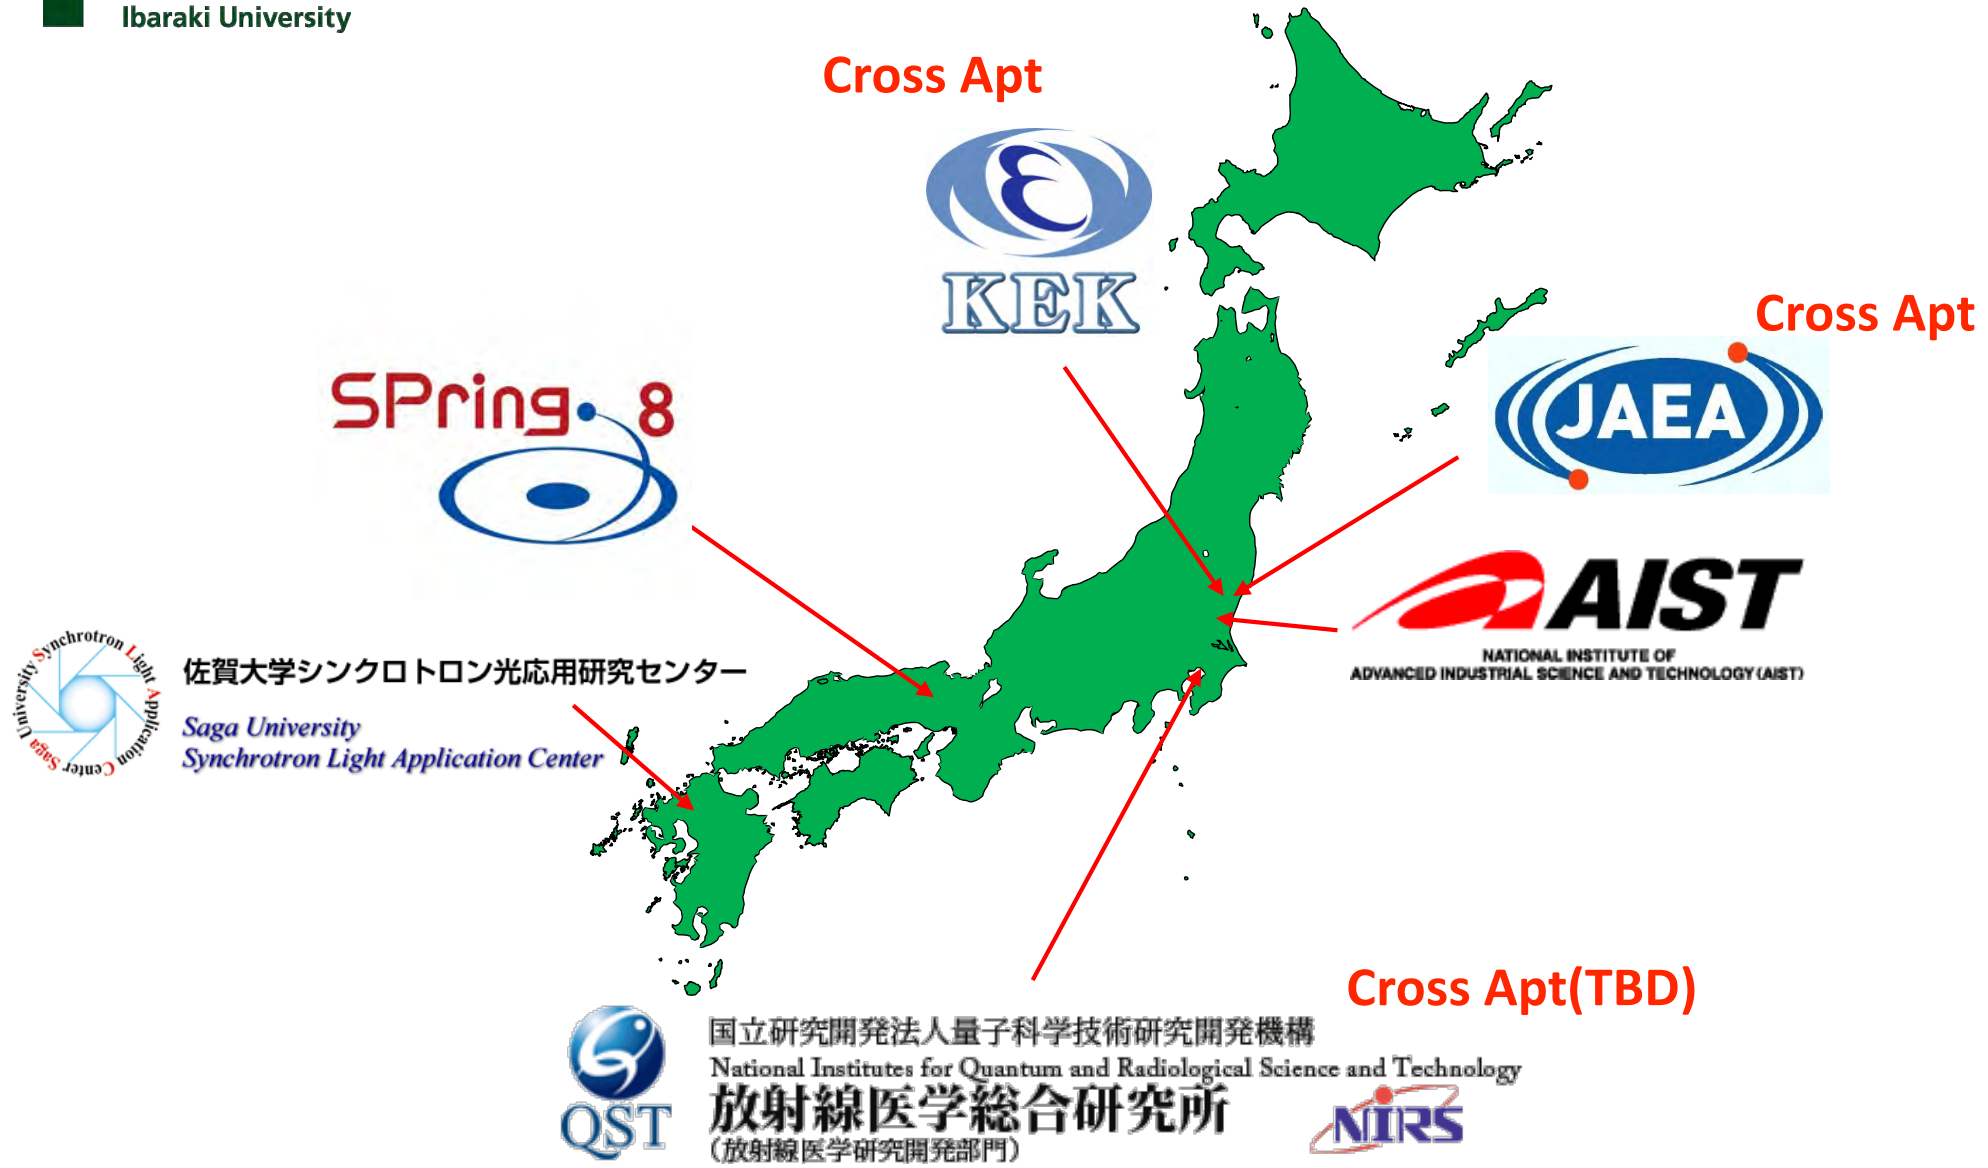 Ibaraki University
Cross Apt
KEK
Cross Apt
JAEA
SPring-8
AIST
NATIONAL INSTITUTE OF
ADVANCED INDUSTRIAL SCIENCE AND TECHNOLOGY (AIST)
Saga University Synchrotron Light Application Center
佐賀大学シンクロトロン光応用研究センター
Saga University
Synchrotron Light Application Center
Cross Apt(TBD)
QST
国立研究開発法人量子科学技術研究開発機構
National Institutes for Quantum and Radiological Science and Technology
放射線医学総合研究所
(放射線医学研究開発部門)
NIRS